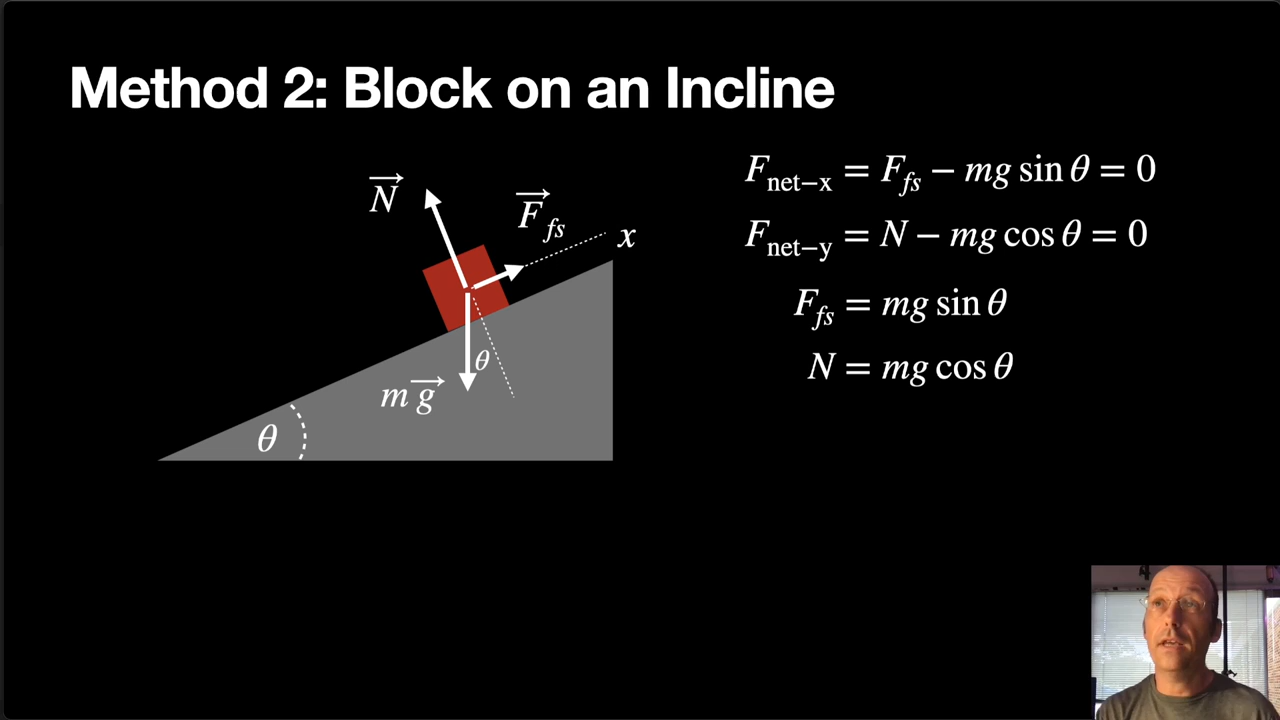 Method 2: Block on an Incline
F_net−x = F_fs − mg sin θ = 0
F_net−y = N − mg cos θ = 0
F_fs = mg sin θ
N = mg cos θ
N⃗
F⃗_fs
x
θ
mg⃗
θ